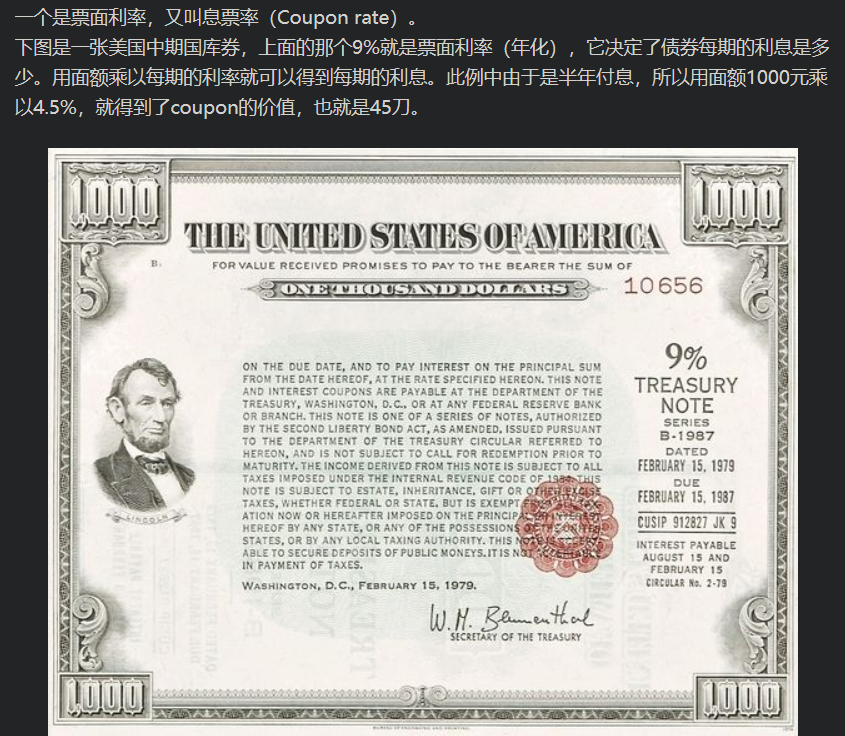 一个是票面利率，又叫息票率（Coupon rate）。
下图是一张美国中期国库券，上面的那个9%就是票面利率（年化），它决定了债券每期的利息是多
少。用面额乘以每期的利率就可以得到每期的利息。此例中由于是半年付息，所以用面额1000元乘
以4.5%，就得到了coupon的价值，也就是45刀。
1,000
1,000
THE UNITED STATES OF AMERICA
B.
FOR VALUE RECEIVED PROMISES TO PAY TO THE BEARER THE SUM OF
ONE THOUSAND DOLLARS
10656
ON THE DUE DATE, AND TO PAY INTEREST ON THE PRINCIPAL SUM
FROM THE DATE HEREOF, AT THE RATE SPECIFIED HEREON. THIS NOTE
AND INTEREST COUPONS ARE PAYABLE AT THE DEPARTMENT OF THE
TREASURY, WASHINGTON, D.C., OR AT ANY FEDERAL RESERVE BANK
OR BRANCH. THIS NOTE IS ONE OF A SERIES OF NOTES, AUTHORIZED
BY THE SECOND LIBERTY BOND ACT, AS AMENDED, ISSUED PURSUANT
TO THE DEPARTMENT OF THE TREASURY CIRCULAR REFERRED TO
HEREON, AND IS NOT SUBJECT TO CALL FOR REDEMPTION PRIOR TO
MATURITY. THE INCOME DERIVED FROM THIS NOTE IS SUBJECT TO ALL
TAXES IMPOSED UNDER THE INTERNAL REVENUE CODE OF 1954. THIS
NOTE IS SUBJECT TO ESTATE, INHERITANCE, GIFT OR OTHER EXCISE
TAXES, WHETHER FEDERAL OR STATE, BUT IS EXEMPT
ATION NOW OR HEREAFTER IMPOSED ON THE PRINCIPAL OR INTEREST
HEREOF BY ANY STATE, OR ANY OF THE POSSESSIONS OF THE UNITED
STATES, OR BY ANY LOCAL TAXING AUTHORITY. THIS NOTE IS ACCEPT-
ABLE TO SECURE DEPOSITS OF PUBLIC MONEYS. IT IS NOT ACCEPTABLE
IN PAYMENT OF TAXES.
WASHINGTON, D.C., FEBRUARY 15, 1979.
W. M. Blumenthal
SECRETARY OF THE TREASURY
LINCOLN
9%
TREASURY
NOTE
SERIES
B-1987
DATED
FEBRUARY 15, 1979
DUE
FEBRUARY 15, 1987
CUSIP 912827 JK 9
INTEREST PAYABLE
AUGUST 15 AND
FEBRUARY 15
CIRCULAR No. 2-79
1,000
1,000
BUREAU OF ENGRAVING AND PRINTING